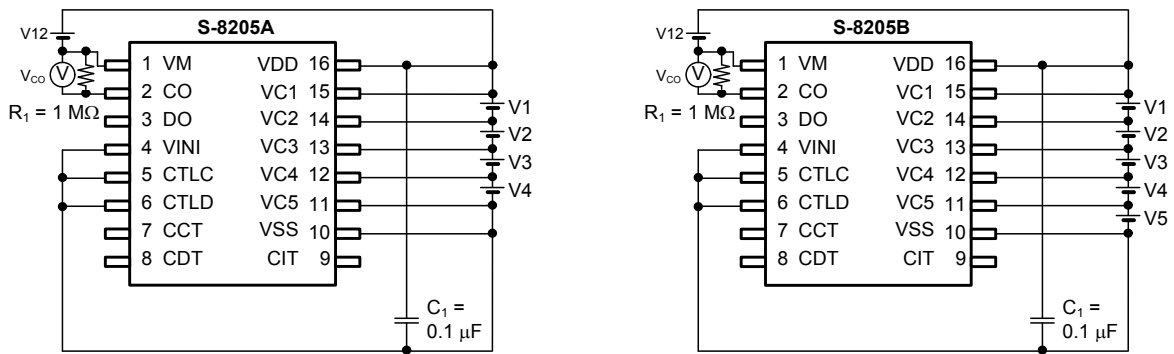 S-8205A
V12
V_CO
V
R₁ = 1 MΩ
1 VM
2 CO
3 DO
4 VINI
5 CTLC
6 CTLD
7 CCT
8 CDT
VDD 16
VC1 15
VC2 14
VC3 13
VC4 12
VC5 11
VSS 10
CIT 9
V1
V2
V3
V4
C₁ =
0.1 μF
S-8205B
V12
V_CO
V
R₁ = 1 MΩ
1 VM
2 CO
3 DO
4 VINI
5 CTLC
6 CTLD
7 CCT
8 CDT
VDD 16
VC1 15
VC2 14
VC3 13
VC4 12
VC5 11
VSS 10
CIT 9
V1
V2
V3
V4
V5
C₁ =
0.1 μF